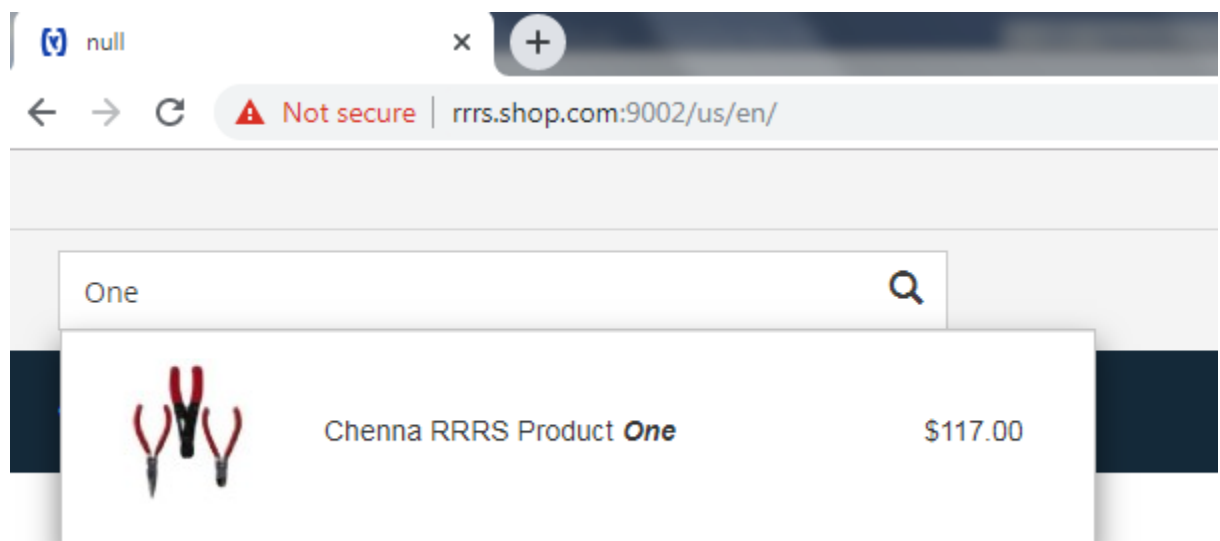 null
Not secure rrrs.shop.com:9002/us/en/
One
Chenna RRRS Product One $117.00